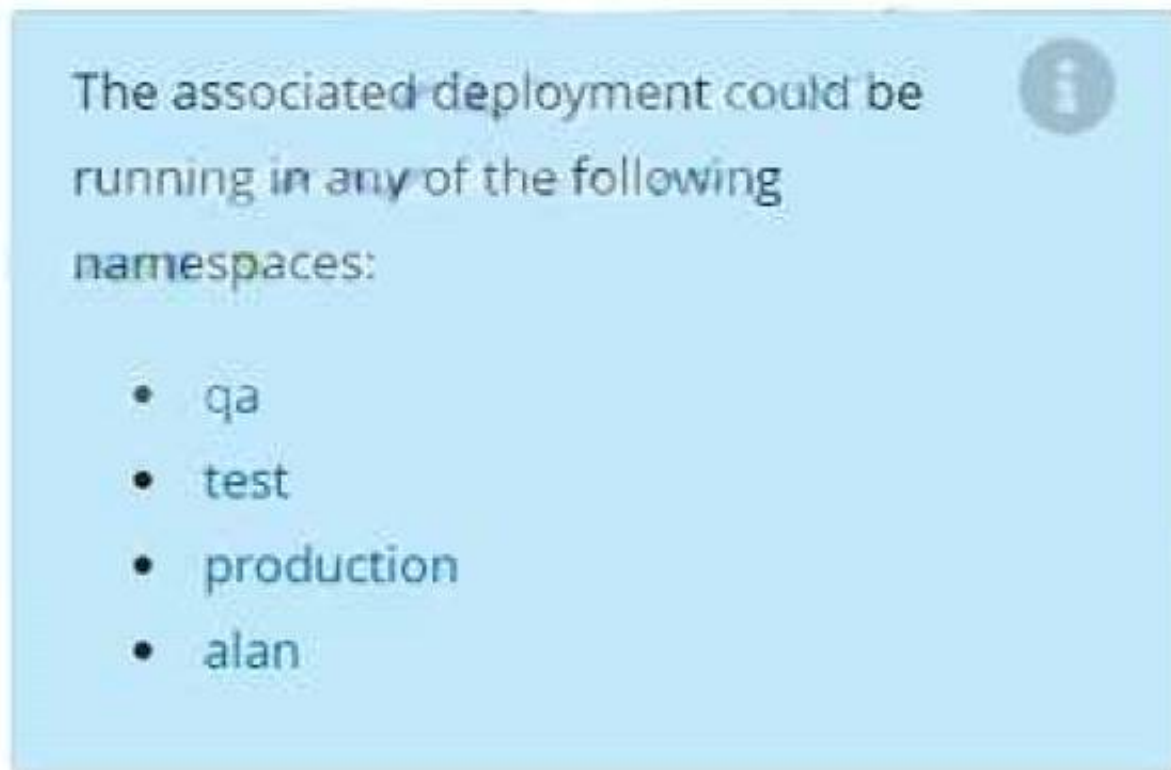 The associated deployment could be
running in any of the following
namespaces:
• qa
• test
• production
• alan